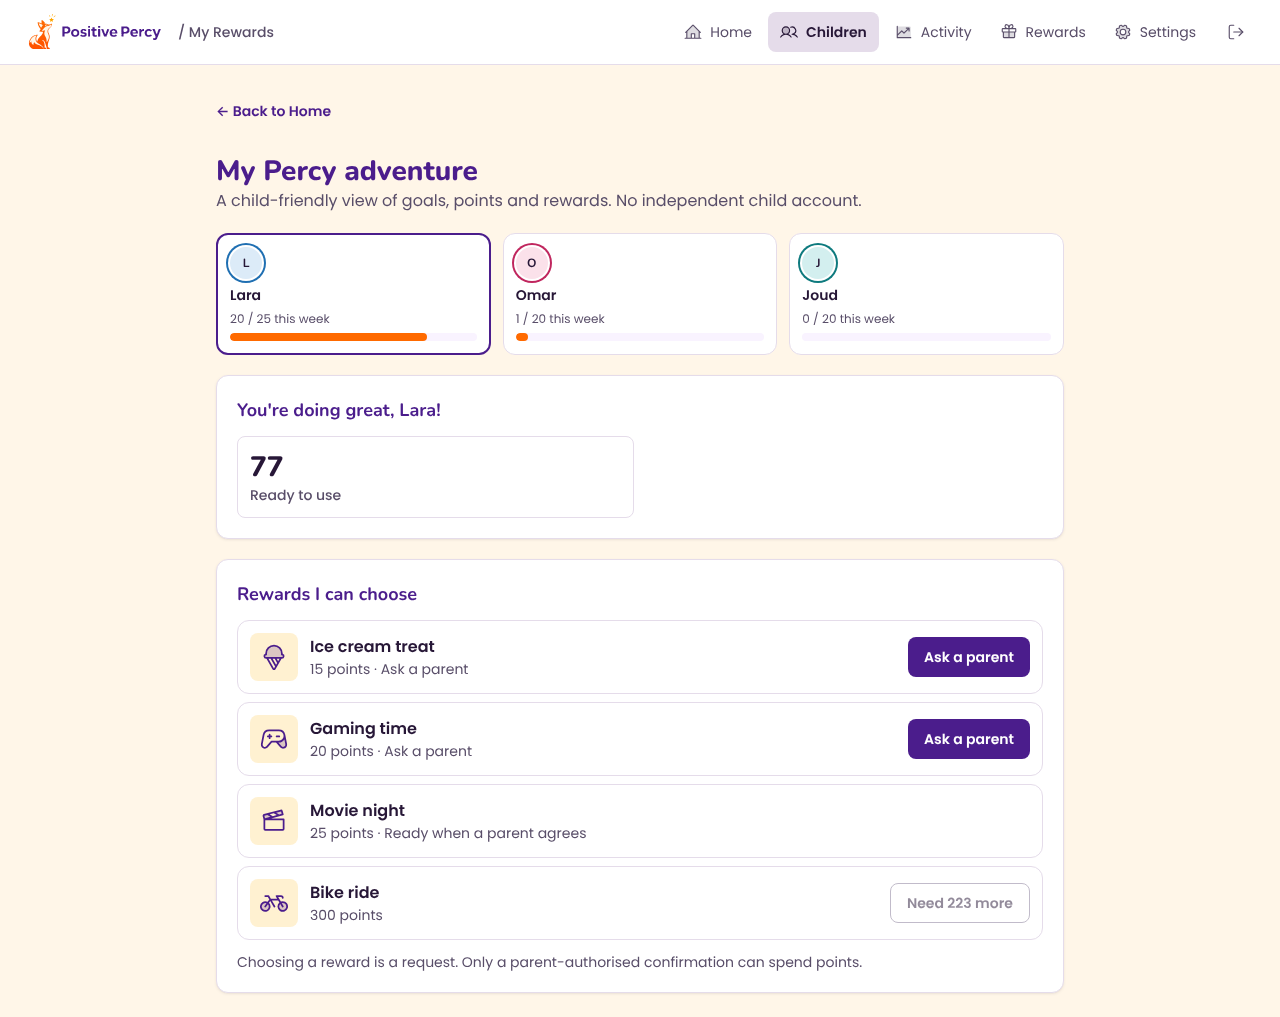 Positive Percy / My Rewards
Home
Children
Activity
Rewards
Settings
← Back to Home
My Percy adventure
A child-friendly view of goals, points and rewards. No independent child account.
L
Lara
20 / 25 this week
O
Omar
1 / 20 this week
J
Joud
0 / 20 this week
You're doing great, Lara!
77
Ready to use
Rewards I can choose
Ice cream treat
15 points · Ask a parent
Ask a parent
Gaming time
20 points · Ask a parent
Ask a parent
Movie night
25 points · Ready when a parent agrees
Bike ride
300 points
Need 223 more
Choosing a reward is a request. Only a parent-authorised confirmation can spend points.